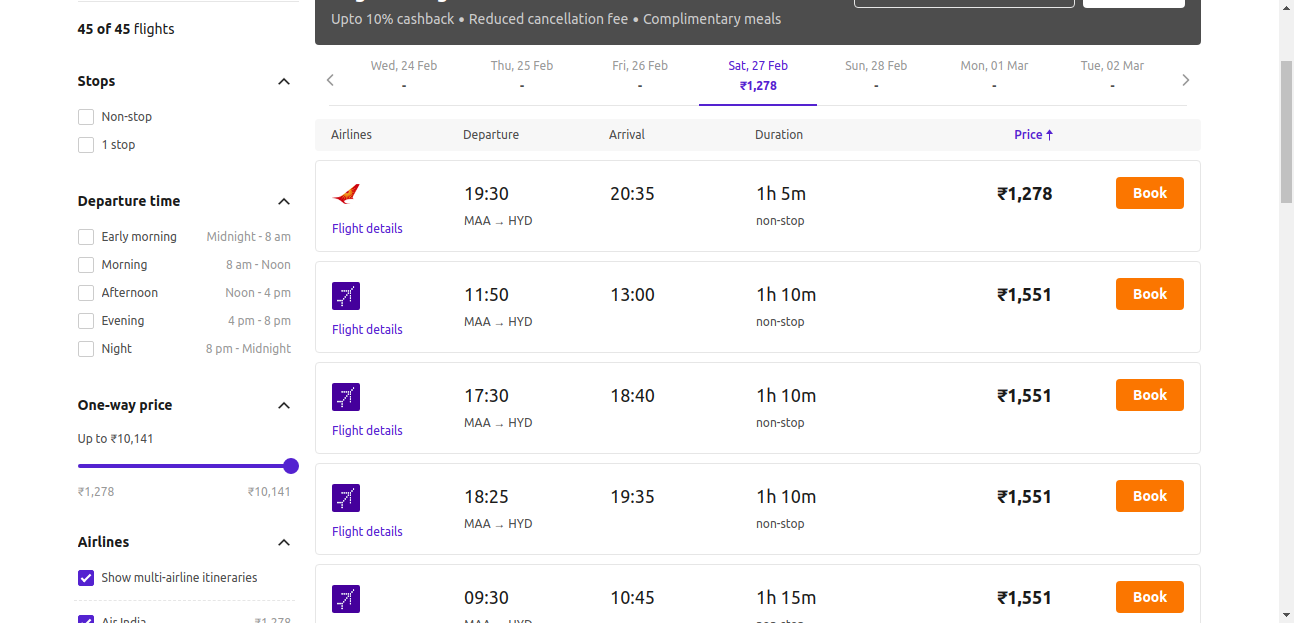 Upto 10% cashback • Reduced cancellation fee • Complimentary meals
45 of 45 flights
Stops
Non-stop
1 stop
Departure time
Early morning Midnight - 8 am
Morning 8 am - Noon
Afternoon Noon - 4 pm
Evening 4 pm - 8 pm
Night 8 pm - Midnight
One-way price
Up to ₹10,141
₹1,278 ₹10,141
Airlines
Show multi-airline itineraries
Air India ₹1,278
Wed, 24 Feb Thu, 25 Feb Fri, 26 Feb Sat, 27 Feb Sun, 28 Feb Mon, 01 Mar Tue, 02 Mar
- - - ₹1,278 - - -
Airlines Departure Arrival Duration Price ↑
19:30 20:35 1h 5m ₹1,278 Book
MAA → HYD non-stop
Flight details
11:50 13:00 1h 10m ₹1,551 Book
MAA → HYD non-stop
Flight details
17:30 18:40 1h 10m ₹1,551 Book
MAA → HYD non-stop
Flight details
18:25 19:35 1h 10m ₹1,551 Book
MAA → HYD non-stop
Flight details
09:30 10:45 1h 15m ₹1,551 Book
MAA → HYD non-stop